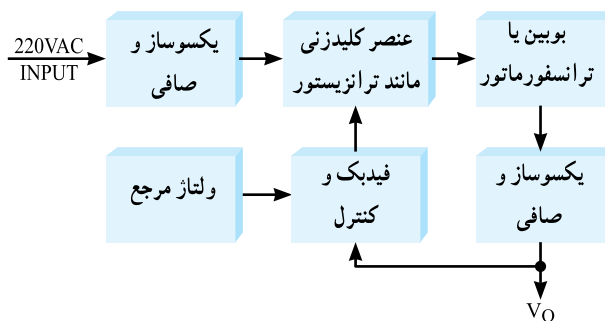 220VAC
INPUT
یکسوساز و
صافی
عنصر کلیدزنی
مانند ترانزیستور
بوبین یا
ترانسفورماتور
ولتاژ مرجع
فیدبک و
کنترل
یکسوساز و
صافی
VO